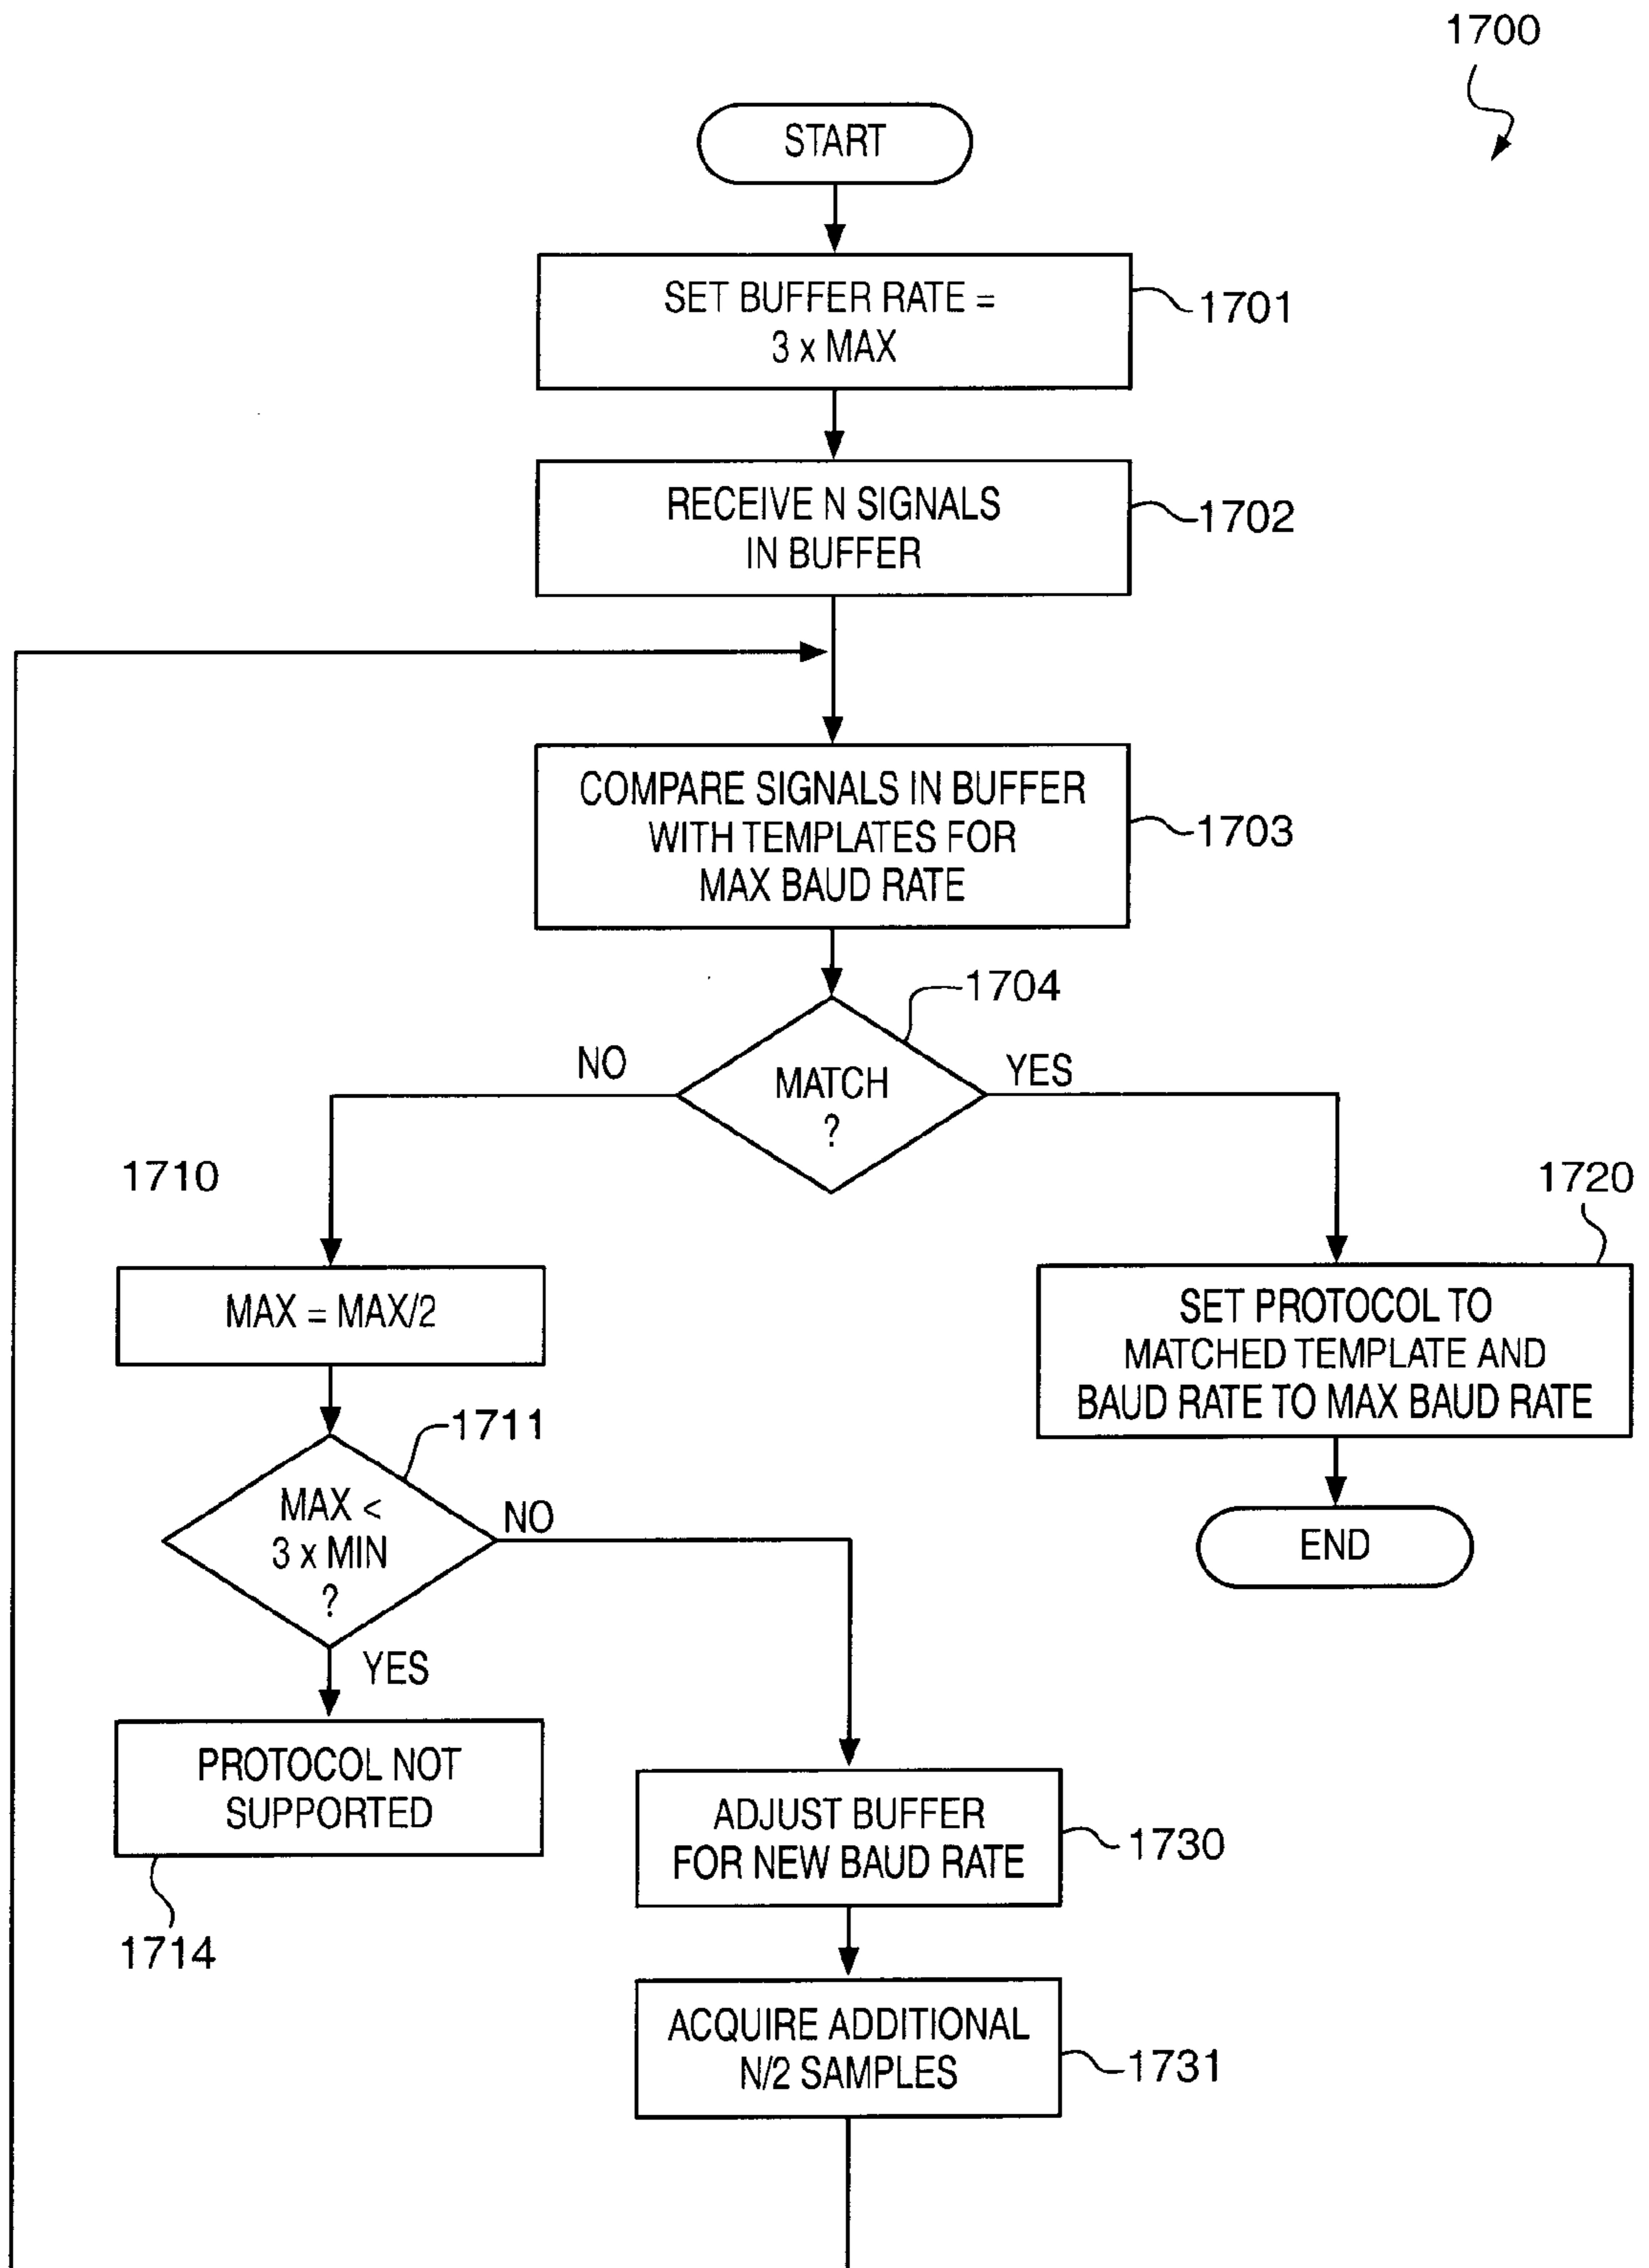 1700
START
SET BUFFER RATE =
3 x MAX
1701
RECEIVE N SIGNALS
IN BUFFER
1702
COMPARE SIGNALS IN BUFFER
WITH TEMPLATES FOR
MAX BAUD RATE
1703
1704
MATCH
?
NO
YES
1710
MAX = MAX/2
1720
SET PROTOCOL TO
MATCHED TEMPLATE AND
BAUD RATE TO MAX BAUD RATE
END
1711
MAX <
3 x MIN
?
NO
YES
PROTOCOL NOT
SUPPORTED
1714
ADJUST BUFFER
FOR NEW BAUD RATE
1730
ACQUIRE ADDITIONAL
N/2 SAMPLES
1731